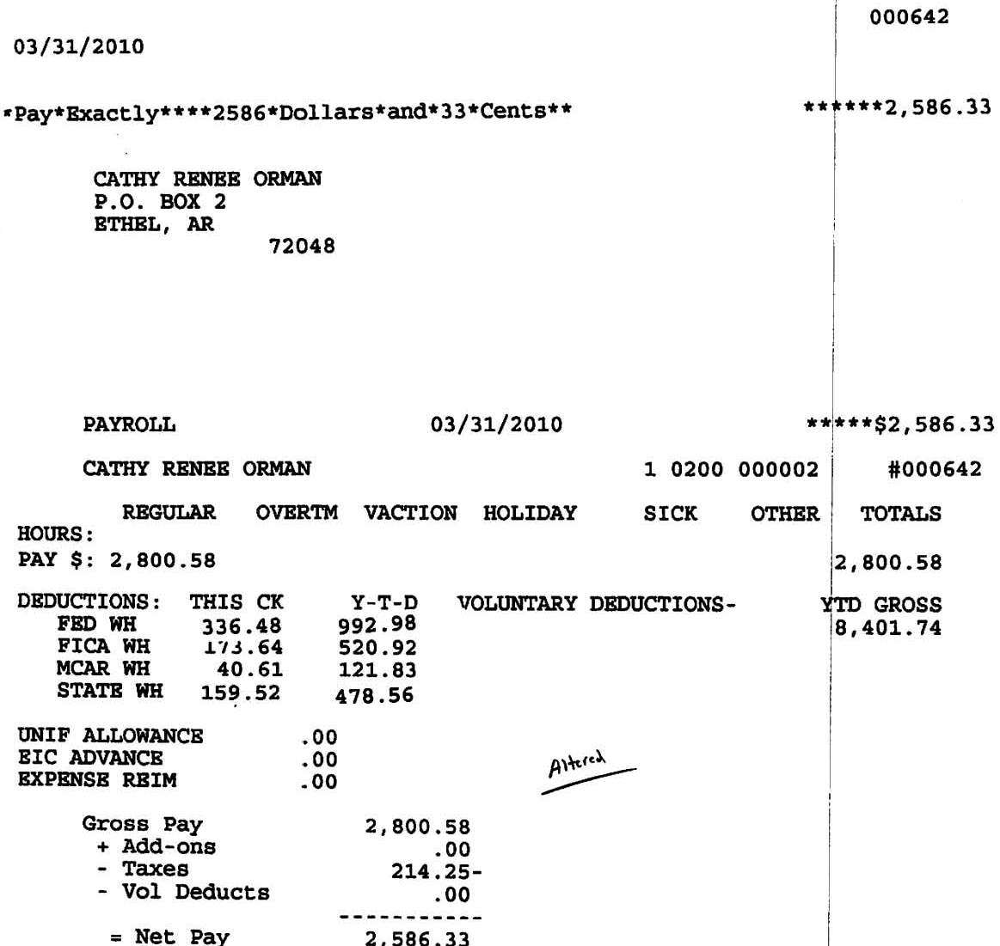 000642
03/31/2010
*Pay*Exactly****2586*Dollars*and*33*Cents** ******2,586.33
CATHY RENEE ORMAN
P.O. BOX 2
ETHEL, AR
72048
PAYROLL 03/31/2010 *****$2,586.33
CATHY RENEE ORMAN 1 0200 000002 #000642
REGULAR OVERTM VACTION HOLIDAY SICK OTHER TOTALS
HOURS:
PAY $: 2,800.58 2,800.58
DEDUCTIONS: THIS CK Y-T-D VOLUNTARY DEDUCTIONS- YTD GROSS
FED WH 336.48 992.98 8,401.74
FICA WH 173.64 520.92
MCAR WH 40.61 121.83
STATE WH 159.52 478.56
UNIF ALLOWANCE .00
EIC ADVANCE .00
EXPENSE REIM .00
Altered
Gross Pay 2,800.58
+ Add-ons .00
- Taxes 214.25-
- Vol Deducts .00
-----------
= Net Pay 2,586.33